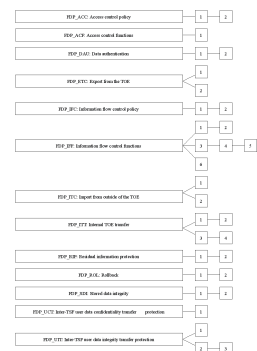 FDP_ACC: Access control policy 1 2
FDP_ACF: Access control functions 1
FDP_DAU: Data authentication 1 2
FDP_ETC: Export from the TOE 1
2
FDP_IFC: Information flow control policy 1 2
FDP_IFF: Information flow control functions 1 2
3 4 5
6
FDP_ITC: Import from outside of the TOE 1
2
FDP_ITT: Internal TOE transfer 1 2
3 4
FDP_RIP: Residual information protection 1 2
FDP_ROL: Rollback 1 2
FDP_SDI: Stored data integrity 1 2
FDP_UCT: Inter-TSF user data confidentiality transfer protection 1
FDP_UIT: Inter-TSF user data integrity transfer protection 1
2 3